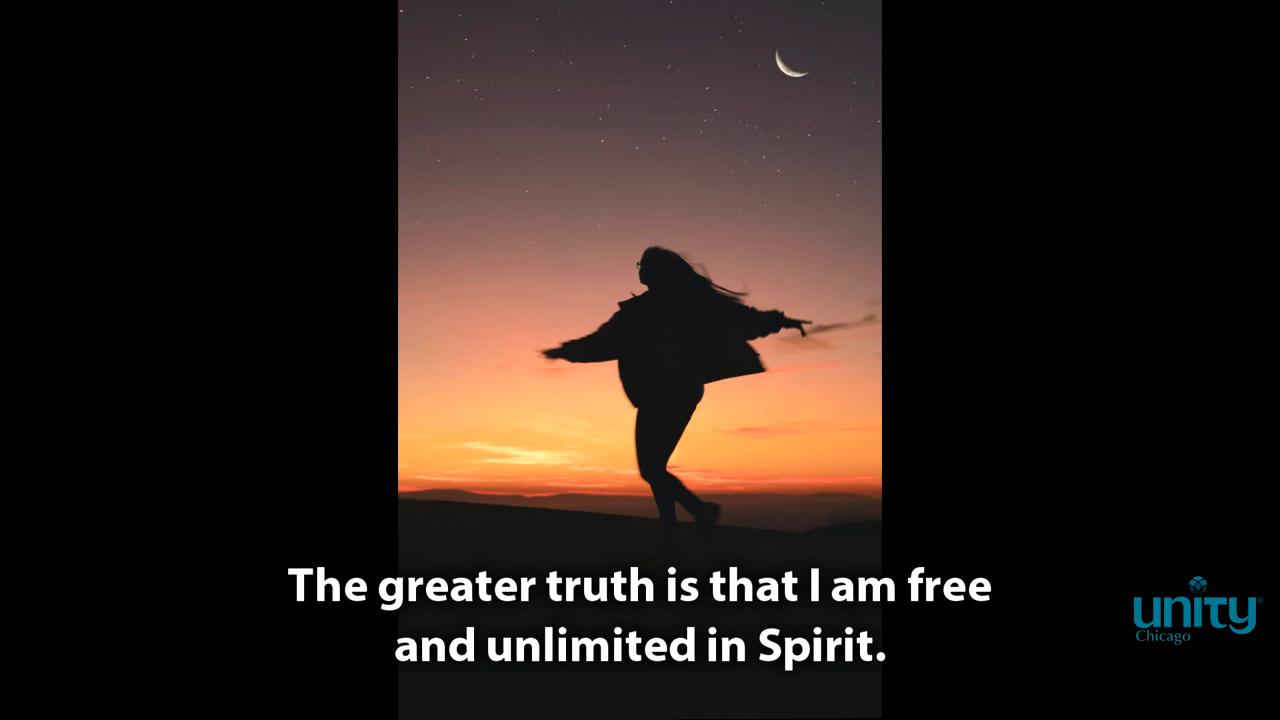 The greater truth is that I am free
and unlimited in Spirit.
unity®
Chicago